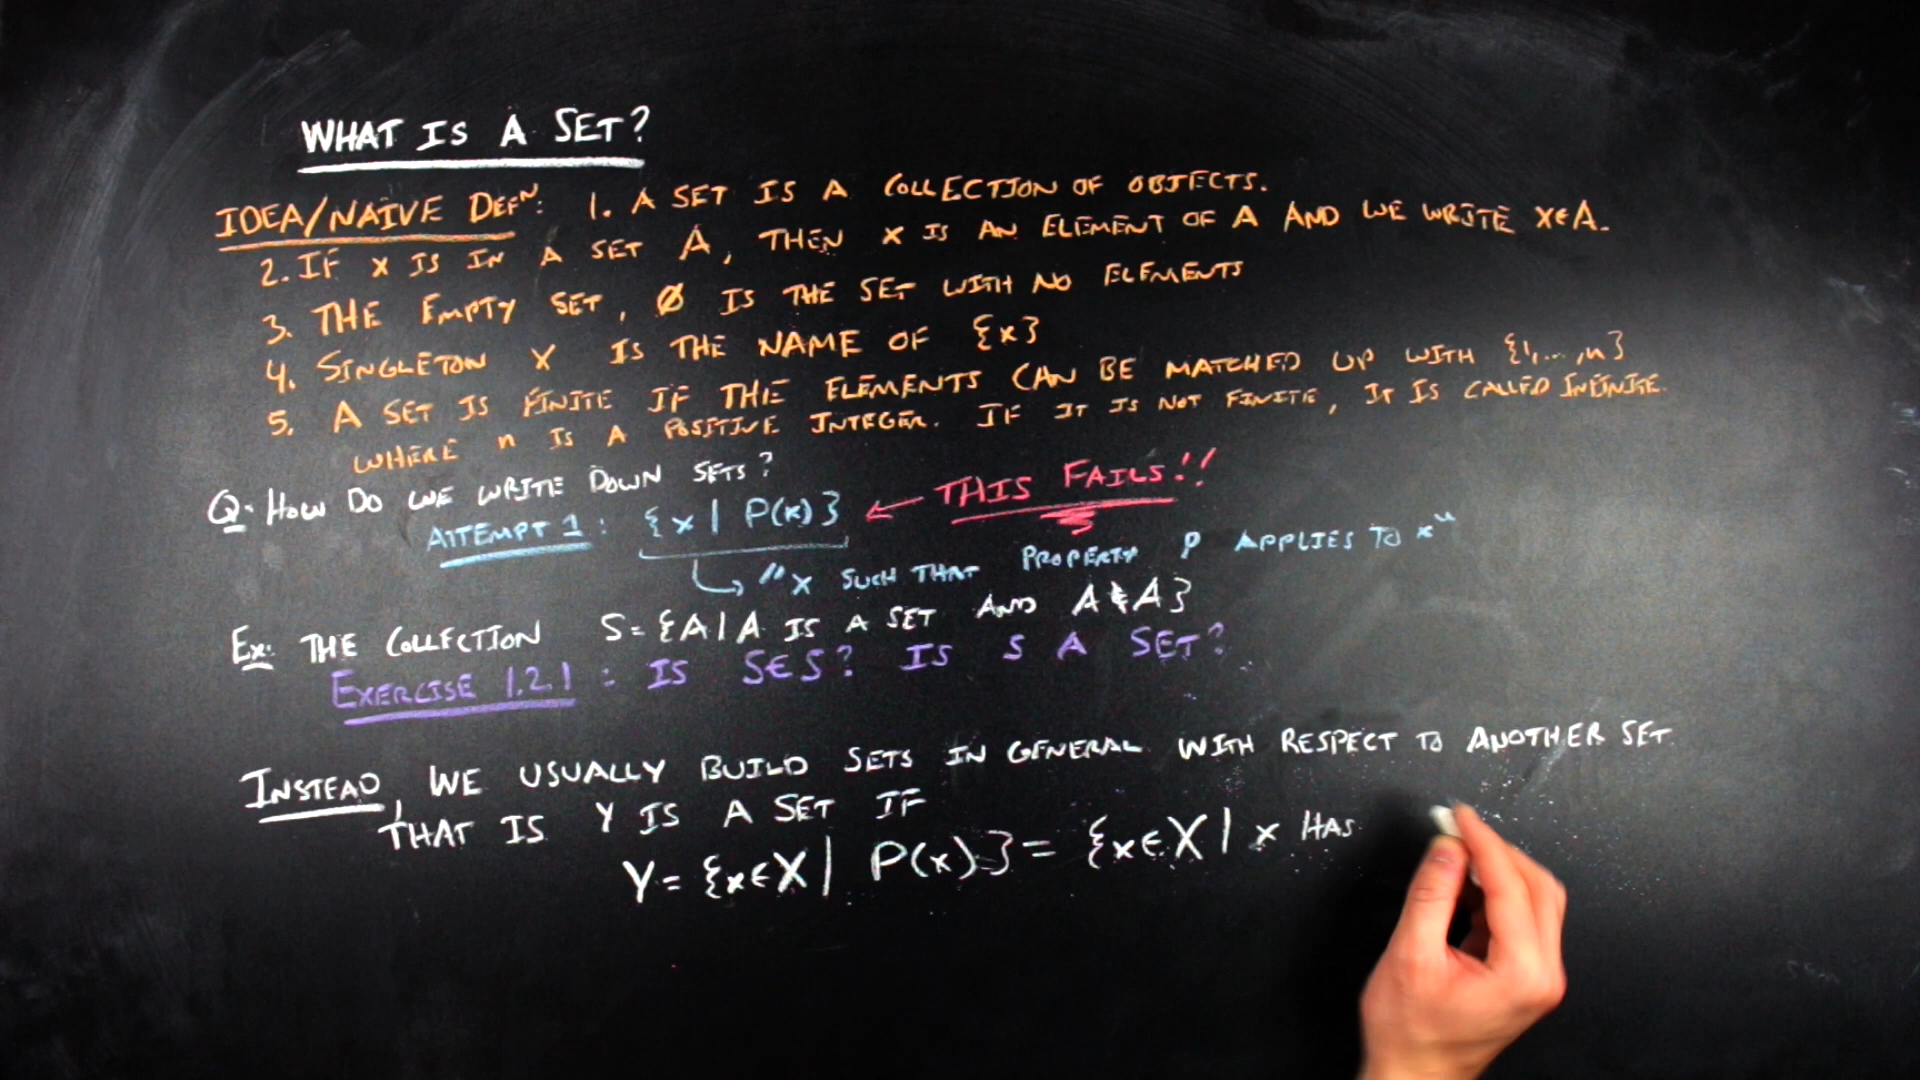 WHAT IS A SET?
IDEA/NAIVE DEFᴺ: 1. A SET IS A COLLECTION OF OBJECTS.
2. IF x IS IN A SET A, THEN x IS AN ELEMENT OF A AND WE WRITE x∈A.
3. THE EMPTY SET, Ø IS THE SET WITH NO ELEMENTS
4. SINGLETON X IS THE NAME OF {x}
5. A SET IS FINITE IF THE ELEMENTS CAN BE MATCHED UP WITH {1,...,n}
WHERE n IS A POSITIVE INTEGER. IF IT IS NOT FINITE, IT IS CALLED INFINITE.
Q: HOW DO WE WRITE DOWN SETS?
ATTEMPT 1: {x | P(x)} ← THIS FAILS!!
"x SUCH THAT PROPERTY P APPLIES TO x"
EX: THE COLLECTION S={A|A IS A SET AND A∉A}
EXERCISE 1.2.1: IS S∈S? IS S A SET?
INSTEAD, WE USUALLY BUILD SETS IN GENERAL WITH RESPECT TO ANOTHER SET.
THAT IS Y IS A SET IF
Y={x∈X| P(x)}={x∈X| x HAS